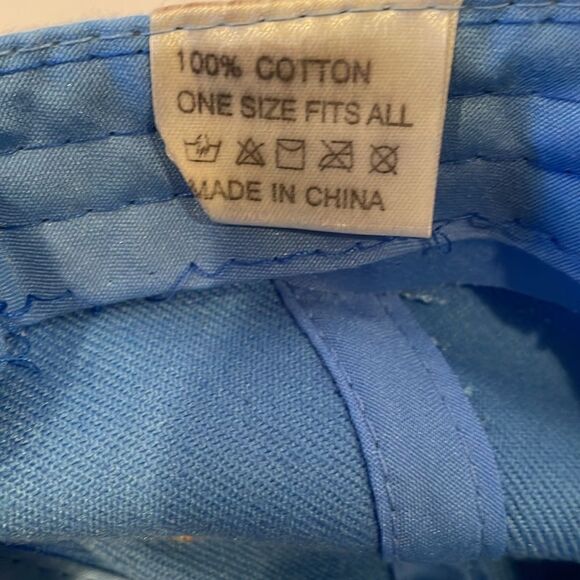 100% COTTON
ONE SIZE FITS ALL
MADE IN CHINA